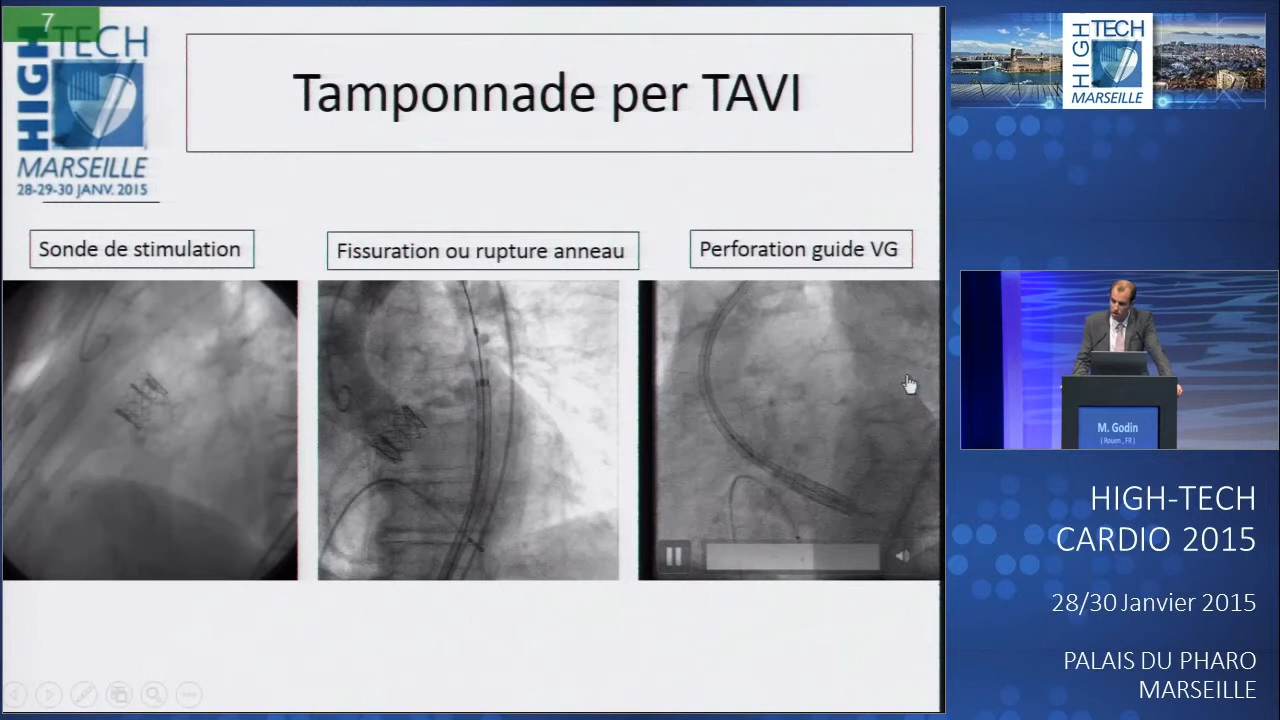 7
HIGH TECH
MARSEILLE
28-29-30 JANV. 2015
Tamponnade per TAVI
Sonde de stimulation
Fissuration ou rupture anneau
Perforation guide VG
HIGH TECH
MARSEILLE
M. Godin
( Rouen , FR )
HIGH-TECH
CARDIO 2015
28/30 Janvier 2015
PALAIS DU PHARO
MARSEILLE